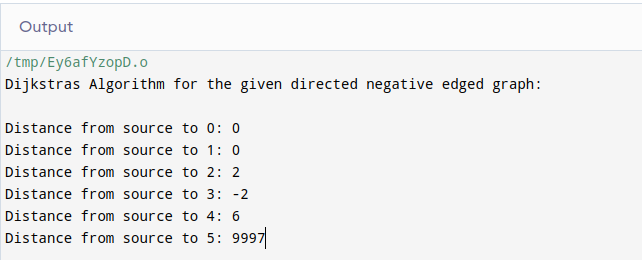 Output
/tmp/Ey6afYzopD.o
Dijkstras Algorithm for the given directed negative edged graph:
Distance from source to 0: 0
Distance from source to 1: 0
Distance from source to 2: 2
Distance from source to 3: -2
Distance from source to 4: 6
Distance from source to 5: 9997